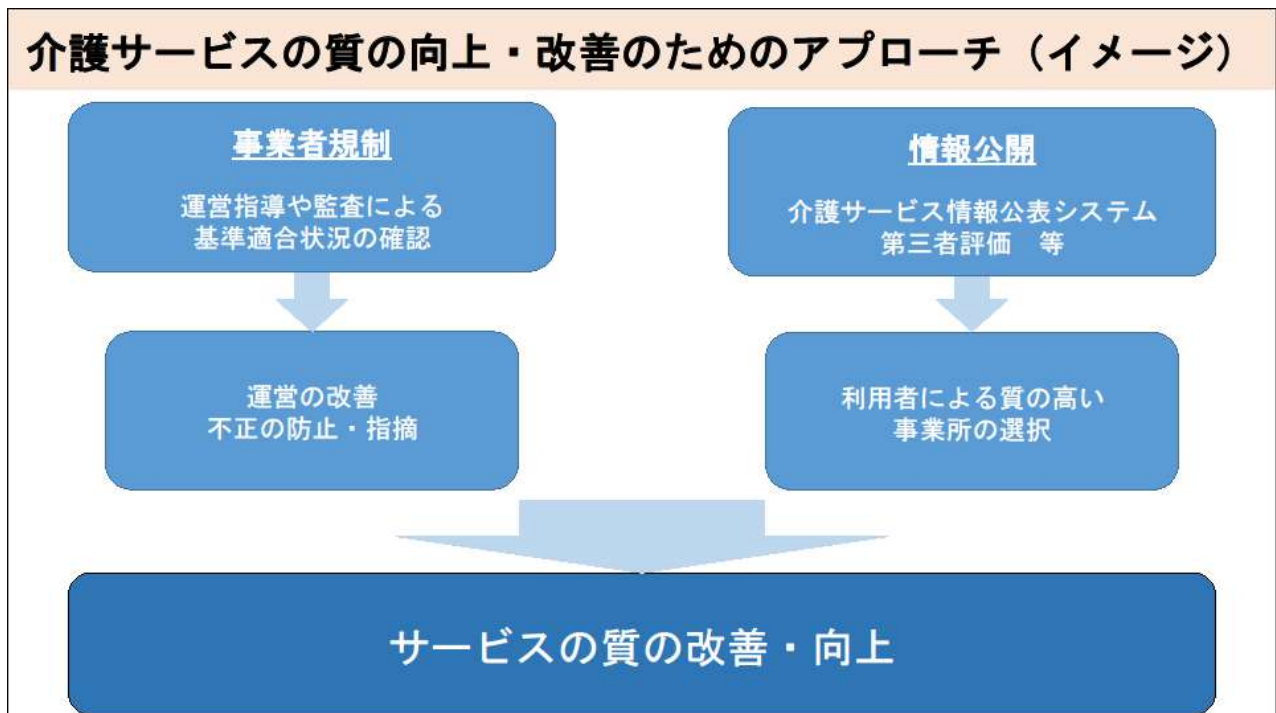 介護サービスの質の向上・改善のためのアプローチ（イメージ）
事業者規制
運営指導や監査による
基準適合状況の確認
情報公開
介護サービス情報公表システム
第三者評価　等
運営の改善
不正の防止・指摘
利用者による質の高い
事業所の選択
サービスの質の改善・向上